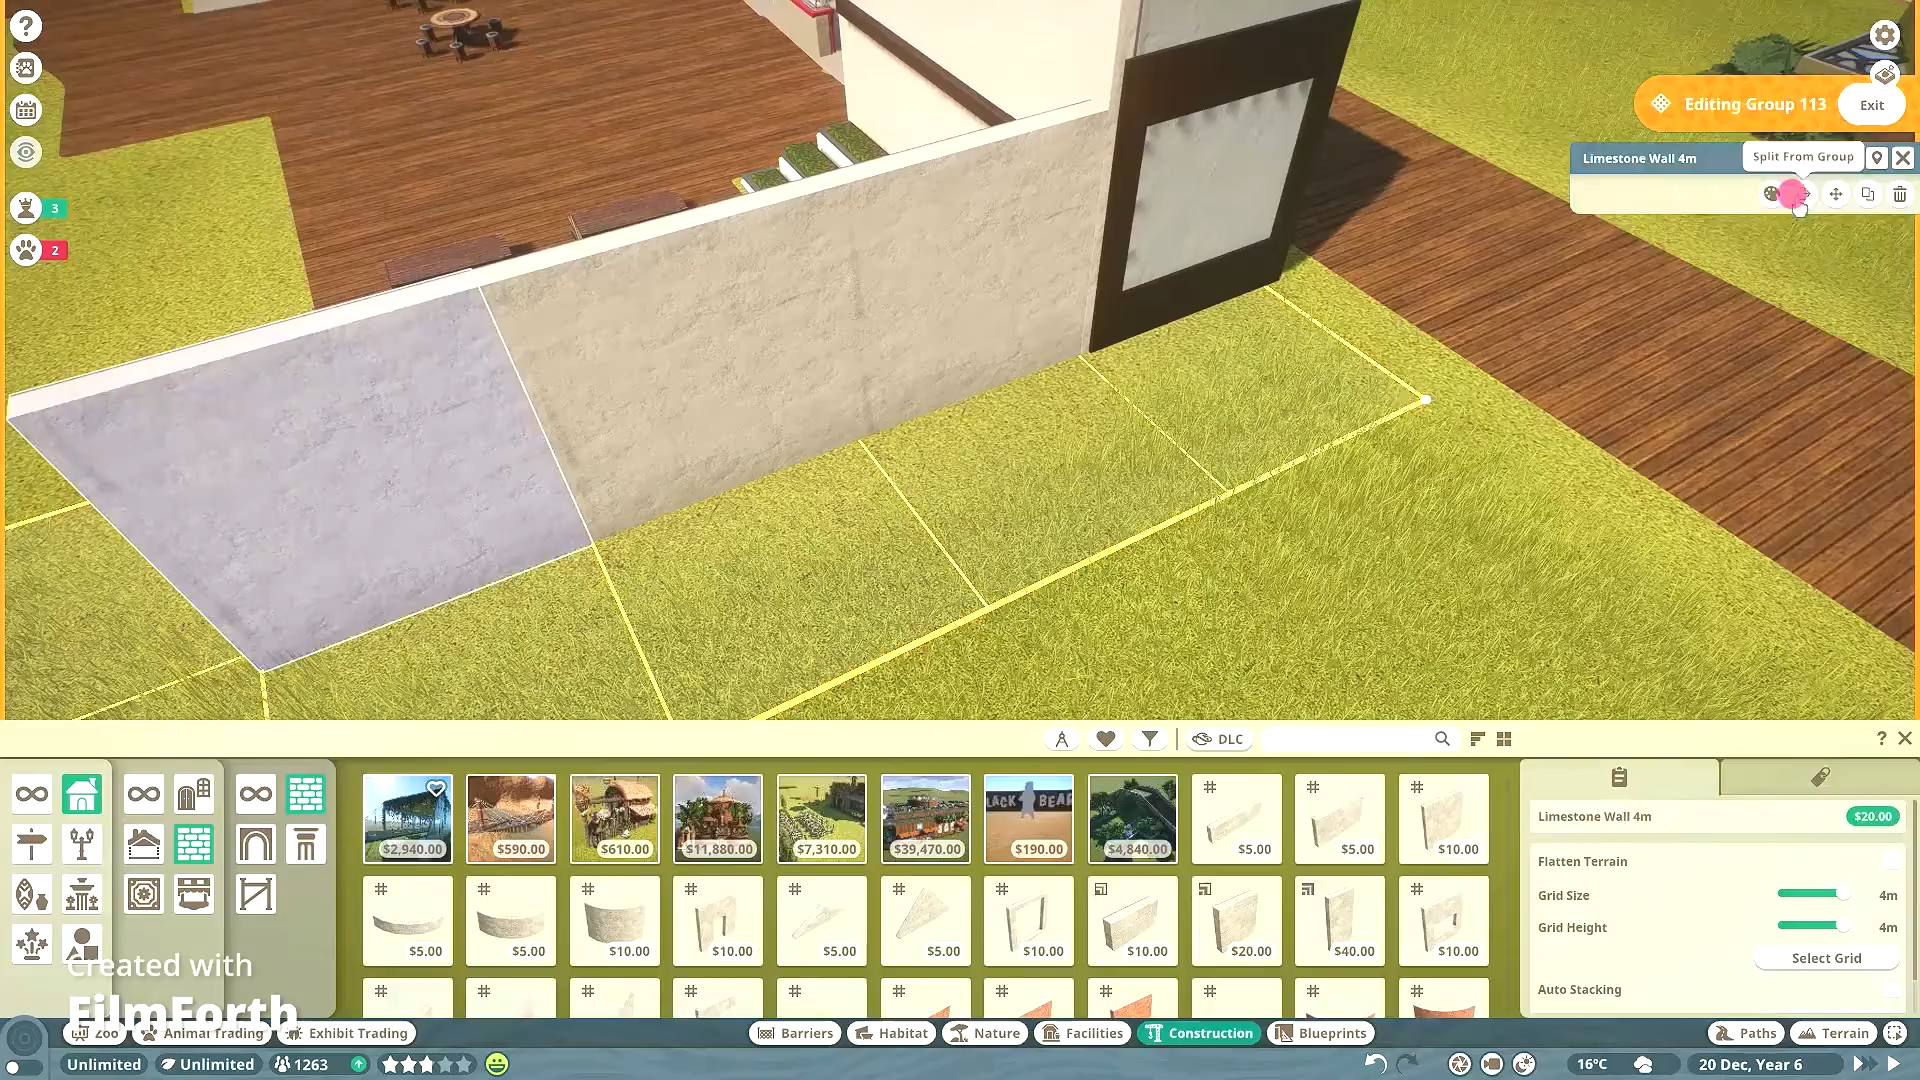 ?
3
2
Editing Group 113
Exit
Limestone Wall 4m
Split From Group
DLC
?
$2,940.00
$590.00
$610.00
$11,880.00
$7,310.00
$39,470.00
LACK BEAR
$190.00
$4,840.00
$5.00
$5.00
$10.00
$5.00
$5.00
$10.00
$10.00
$5.00
$5.00
$10.00
$10.00
$20.00
$40.00
$10.00
Limestone Wall 4m
$20.00
Flatten Terrain
Grid Size
4m
Grid Height
4m
Select Grid
Auto Stacking
Created with
FilmForth
Zoo
Animal Trading
Exhibit Trading
Barriers
Habitat
Nature
Facilities
Construction
Blueprints
Paths
Terrain
Unlimited
Unlimited
1263
16°C
20 Dec, Year 6